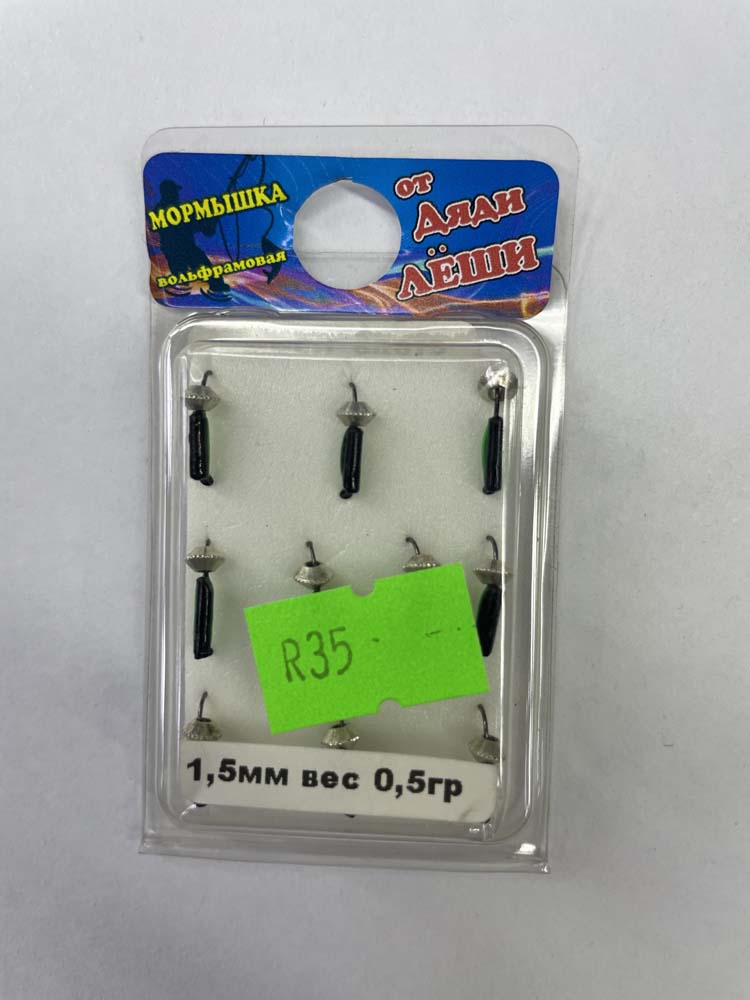 МОРМЫШКА
вольфрамовая
от
Дяди
ЛЁШИ
R35
1,5мм вес 0,5гр